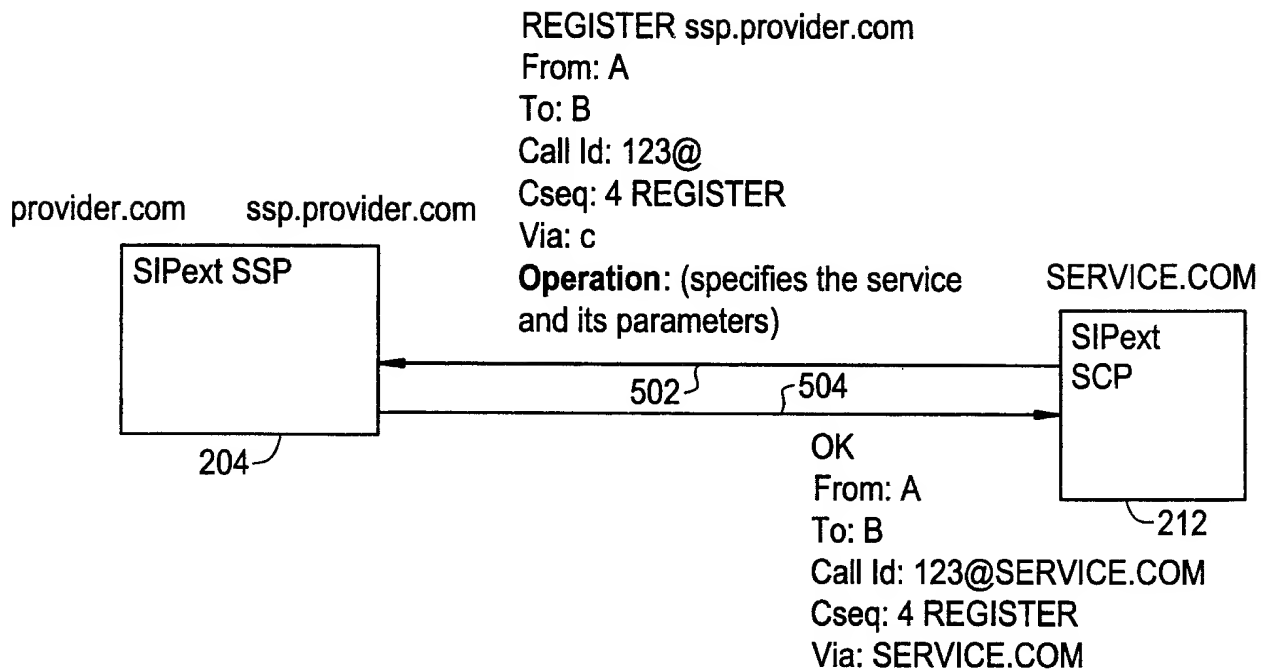 REGISTER ssp.provider.com
From: A
To: B
Call Id: 123@
Cseq: 4 REGISTER
Via: c
Operation: (specifies the service
and its parameters)
provider.com ssp.provider.com
SIPext SSP
204
SERVICE.COM
SIPext
SCP
212
502
504
OK
From: A
To: B
Call Id: 123@SERVICE.COM
Cseq: 4 REGISTER
Via: SERVICE.COM